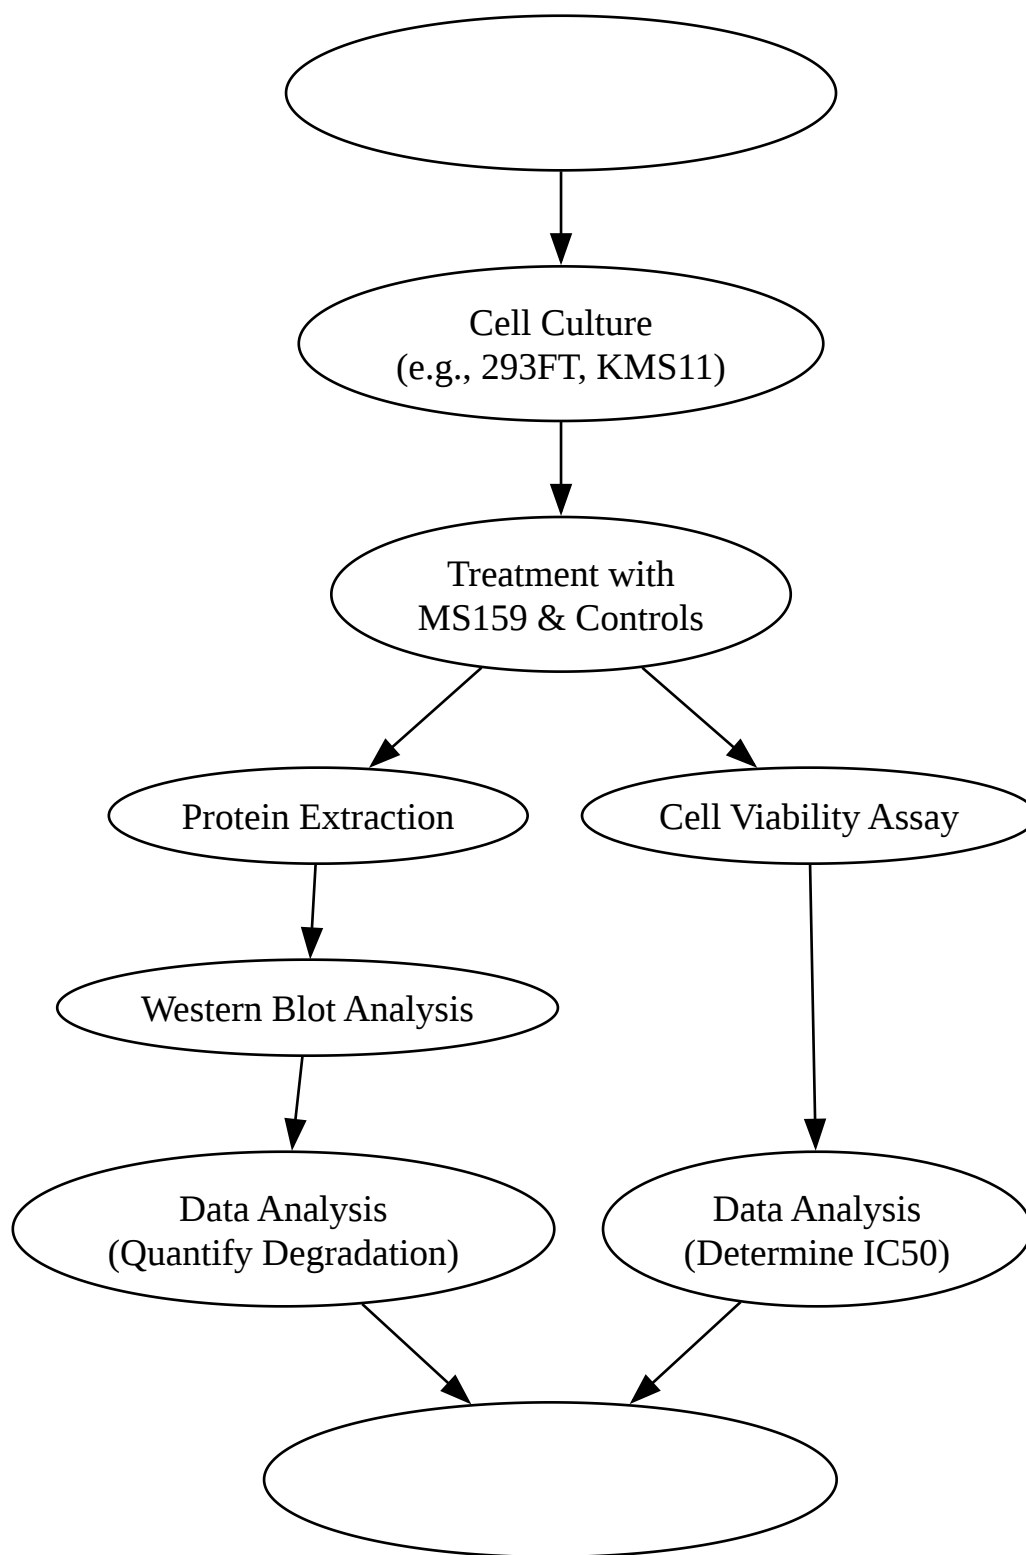 Cell Culture
(e.g., 293FT, KMS11)
Treatment with
MS159 & Controls
Protein Extraction
Cell Viability Assay
Western Blot Analysis
Data Analysis
(Quantify Degradation)
Data Analysis
(Determine IC50)